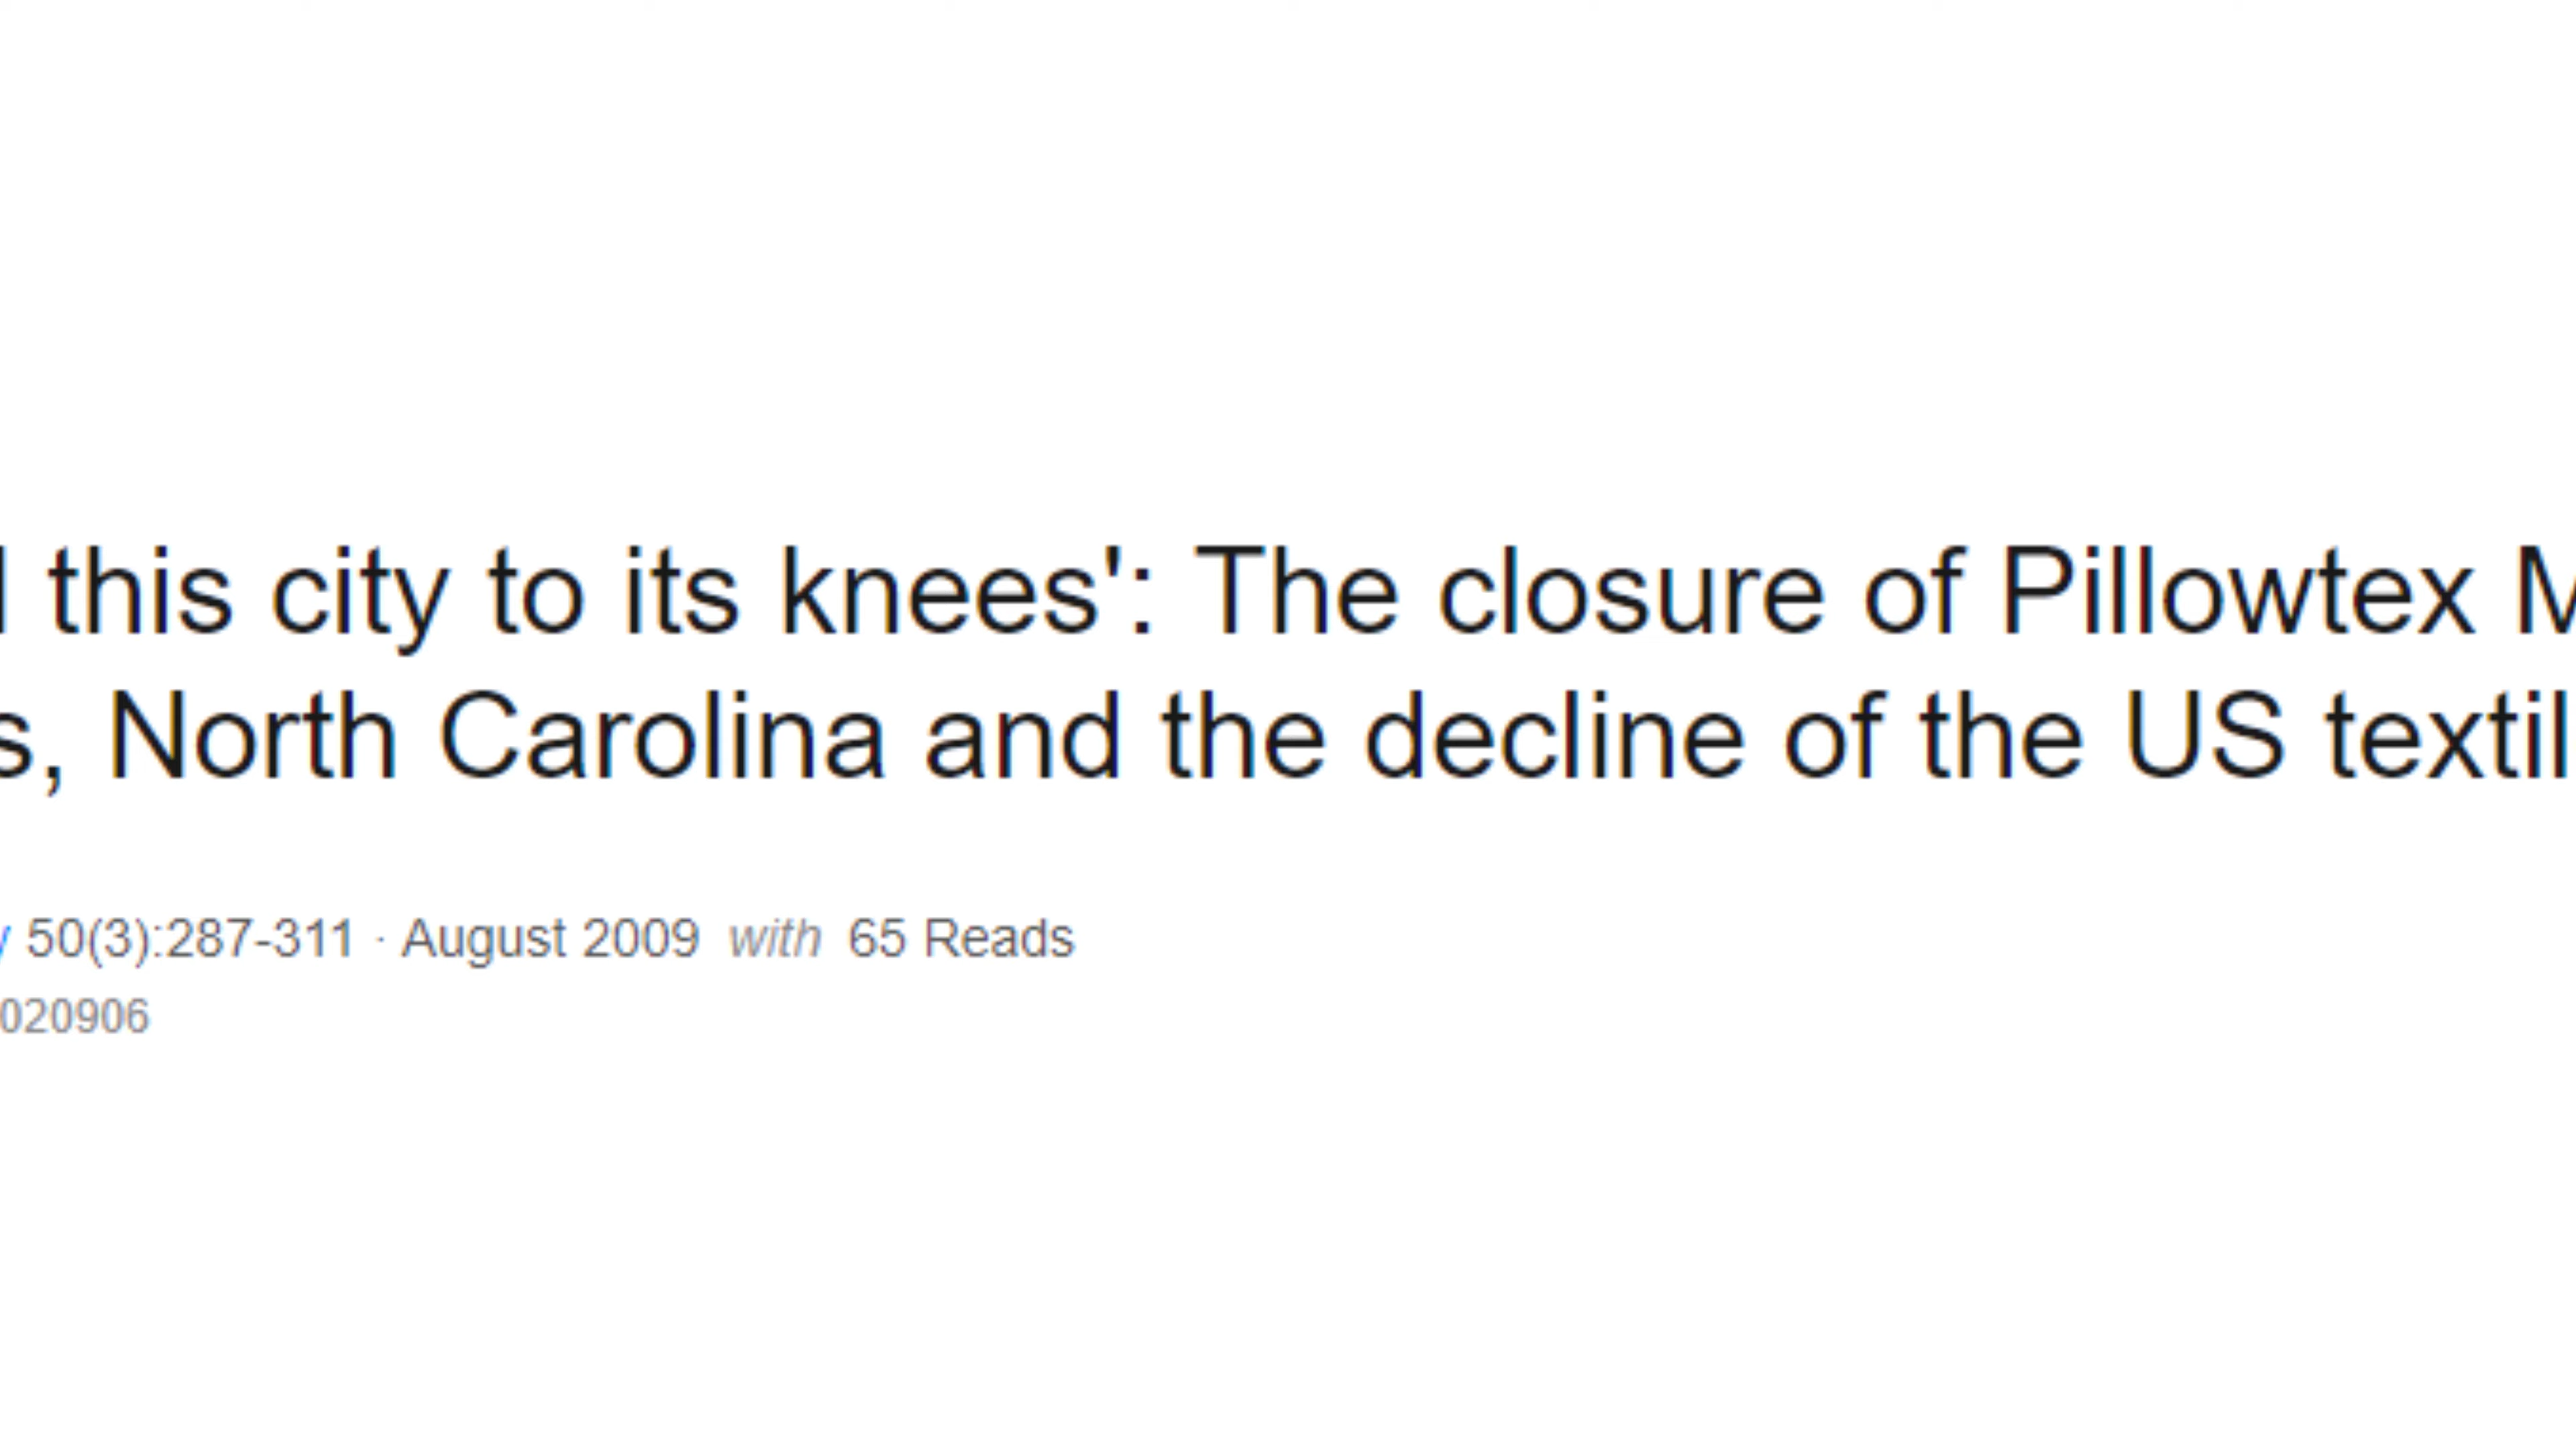 this city to its knees': The closure of Pillowtex
North Carolina and the decline of the US
50(3):287-311 · August 2009 with 65 Reads
020906